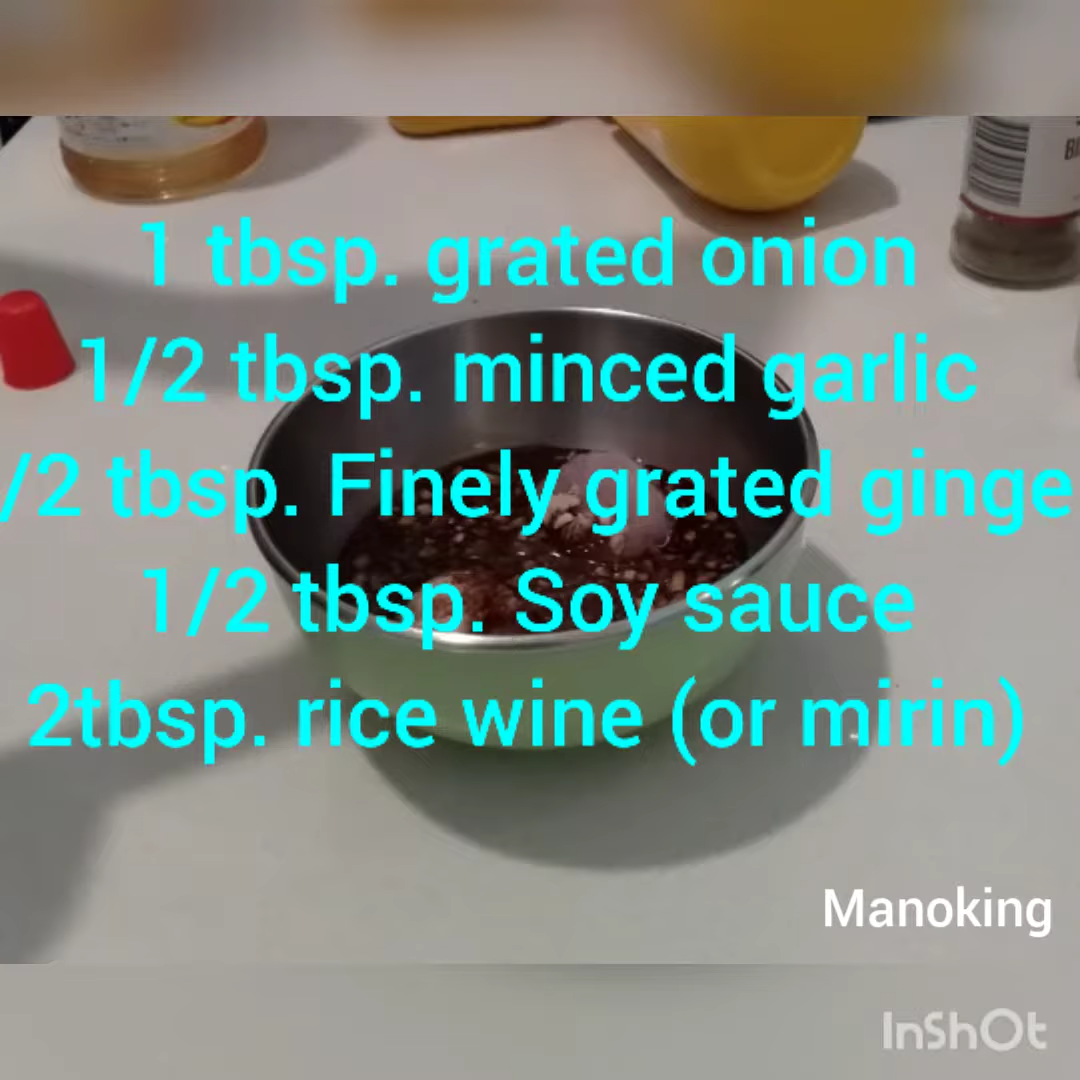 1 tbsp. grated onion
1/2 tbsp. minced garlic
/2 tbsp. Finely grated ginge
1/2 tbsp. Soy sauce
2tbsp. rice wine (or mirin)
Manoking
InShOt